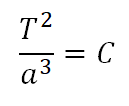 T²/a³ = C